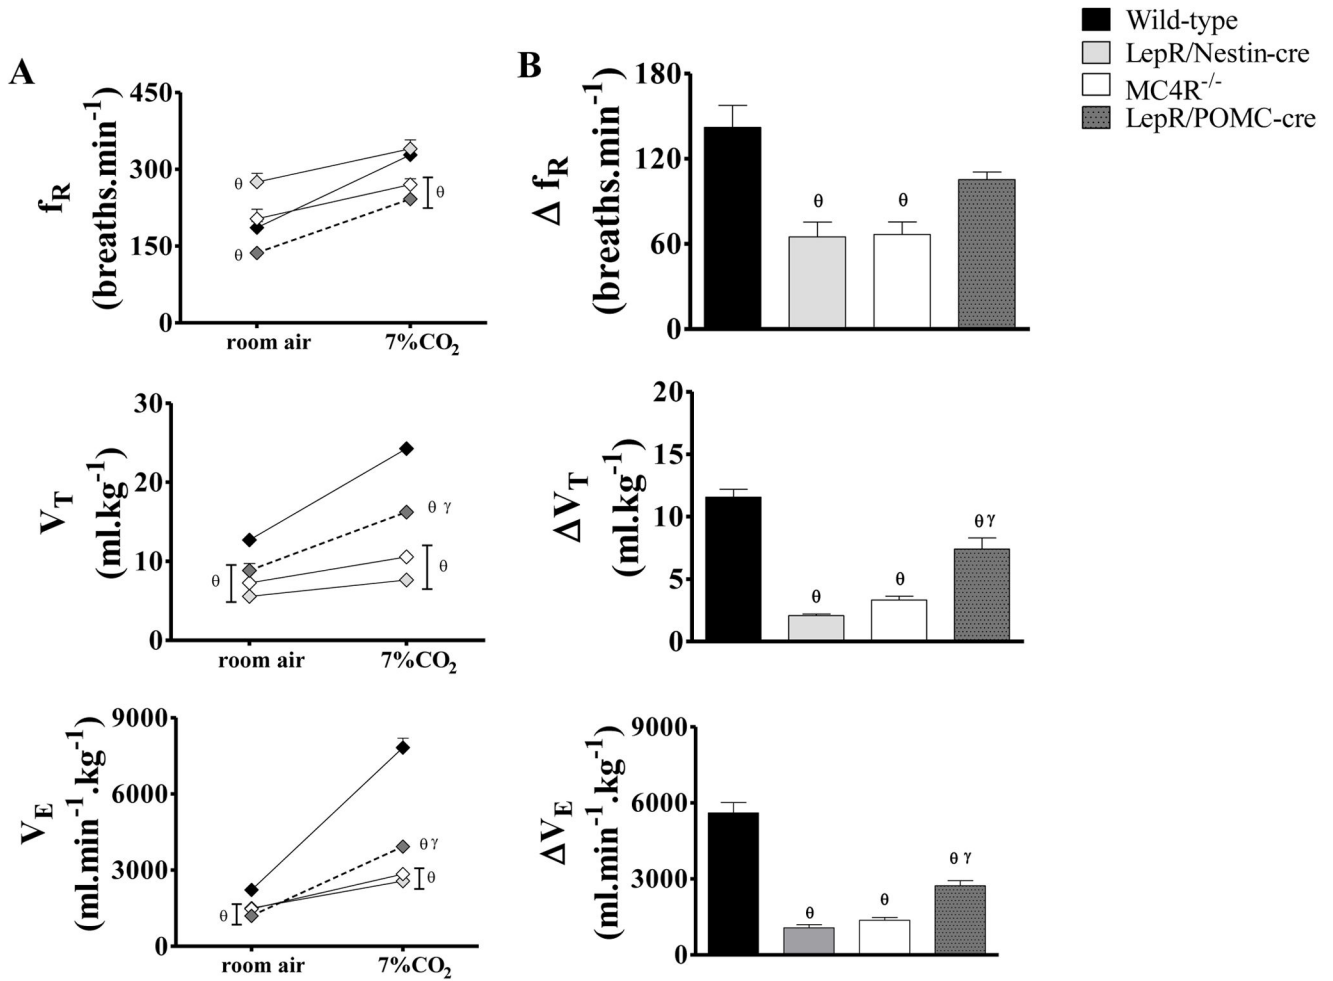 Wild-type
LepR/Nestin-cre
MC4R⁻/⁻
LepR/POMC-cre
A
fR
(breaths.min⁻¹)
450
300
150
0
θ
θ
θ
room air 7%CO₂
B
Δ fR
(breaths.min⁻¹)
180
120
60
0
θ θ
VT
(ml.kg⁻¹)
30
20
10
0
θ γ
θ
θ
room air 7%CO₂
ΔVT
(ml.kg⁻¹)
20
15
10
5
0
θ θ θ γ
VE
(ml.min⁻¹.kg⁻¹)
9000
6000
3000
0
θ γ
θ
θ
room air 7%CO₂
ΔVE
(ml.min⁻¹.kg⁻¹)
9000
6000
3000
0
θ θ θ γ